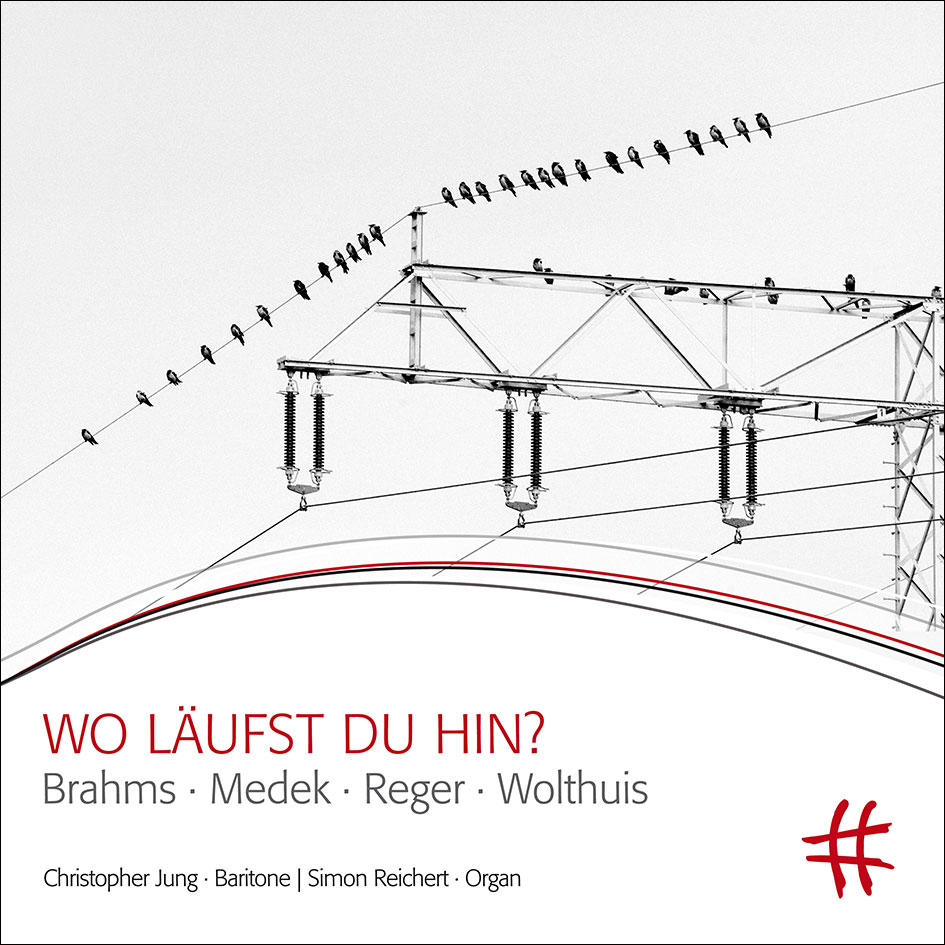 WO LÄUFST DU HIN?
Brahms · Medek · Reger · Wolthuis
Christopher Jung · Baritone | Simon Reichert · Organ